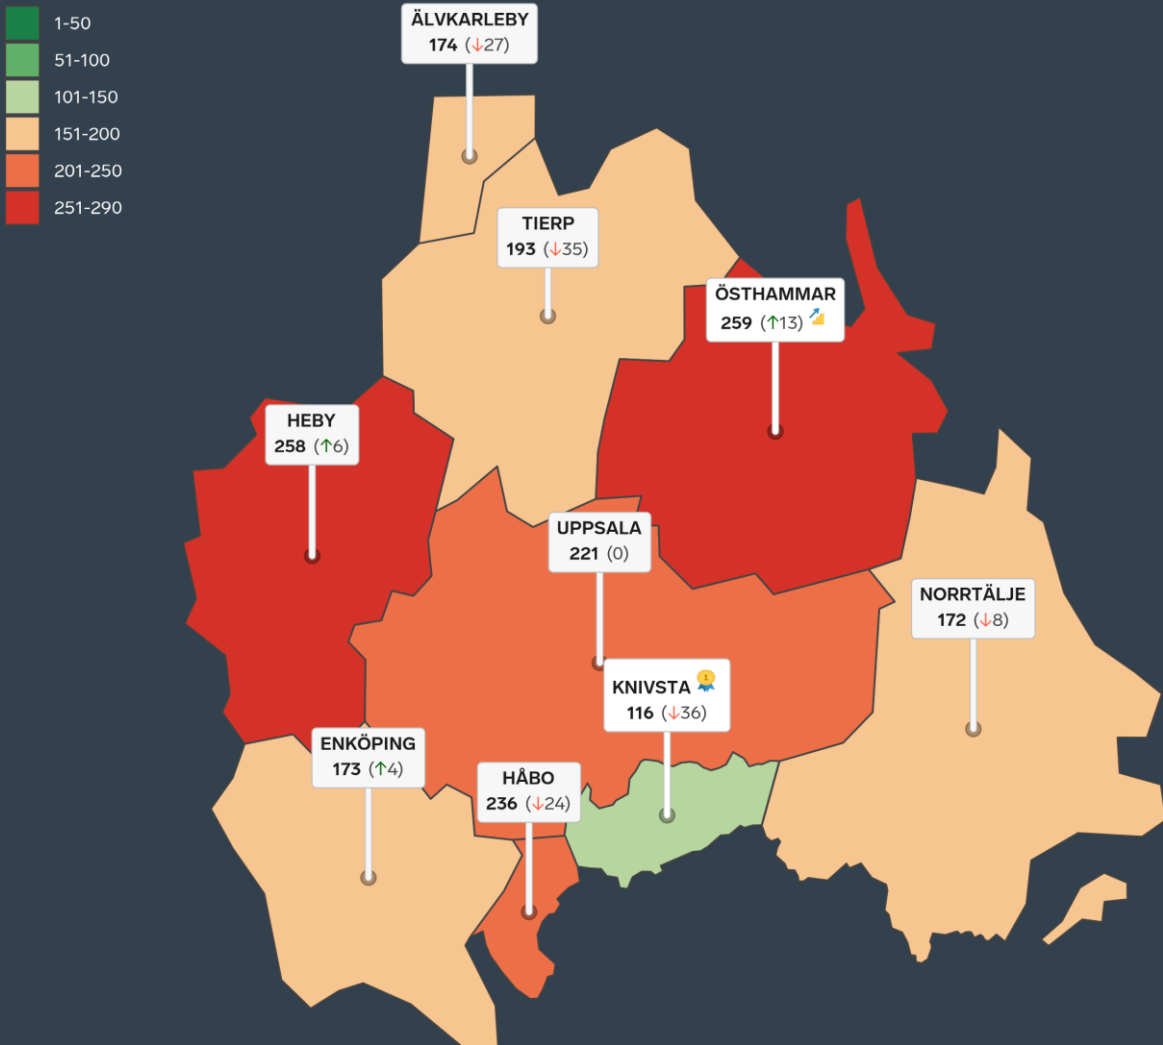 1-50
51-100
101-150
151-200
201-250
251-290
ÄLVKARLEBY
174 (↓27)
TIERP
193 (↓35)
ÖSTHAMMAR
259 (↑13)
HEBY
258 (↑6)
UPPSALA
221 (0)
NORRTÄLJE
172 (↓8)
KNIVSTA 1
116 (↓36)
ENKÖPING
173 (↑4)
HÅBO
236 (↓24)